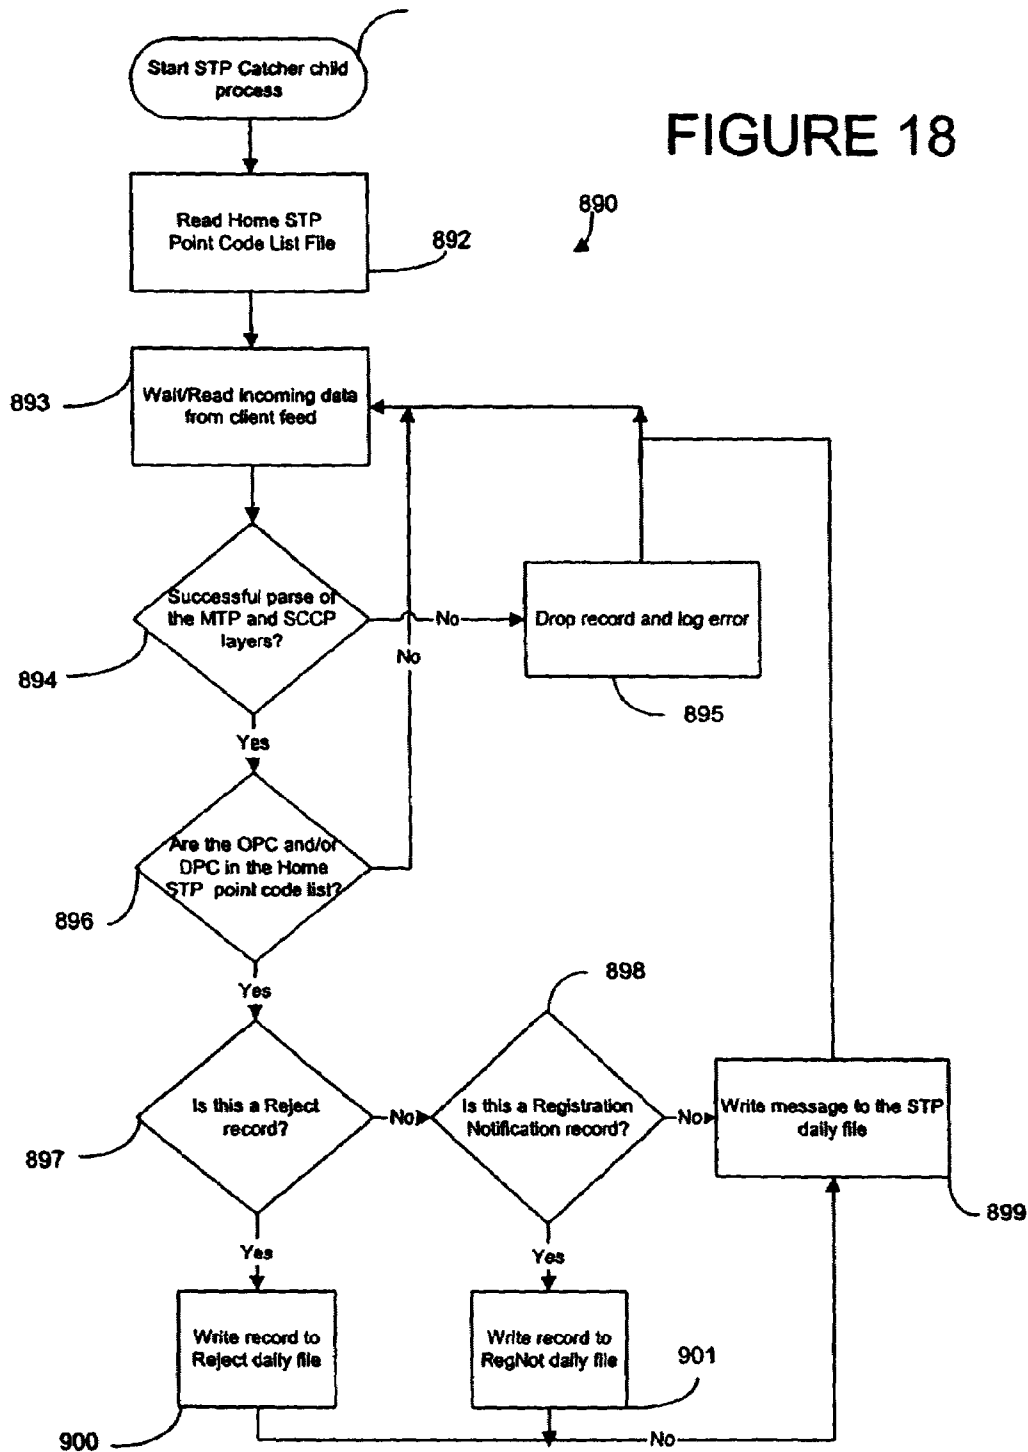 Start STP Catcher child
process
FIGURE 18
Read Home STP
Point Code List File
890
892
Wait/Read incoming data
from client feed
893
Successful parse of
the MTP and SCCP
layers?
No
Drop record and log error
No
894
895
Yes
Are the OPC and/or
DPC in the Home
STP point code list?
896
Yes
898
Is this a Reject
record?
No
Is this a Registration
Notification record?
No
Write message to the STP
daily file
897
899
Yes
Yes
Write record to
Reject daily file
Write record to
RegNot daily file
901
900
No